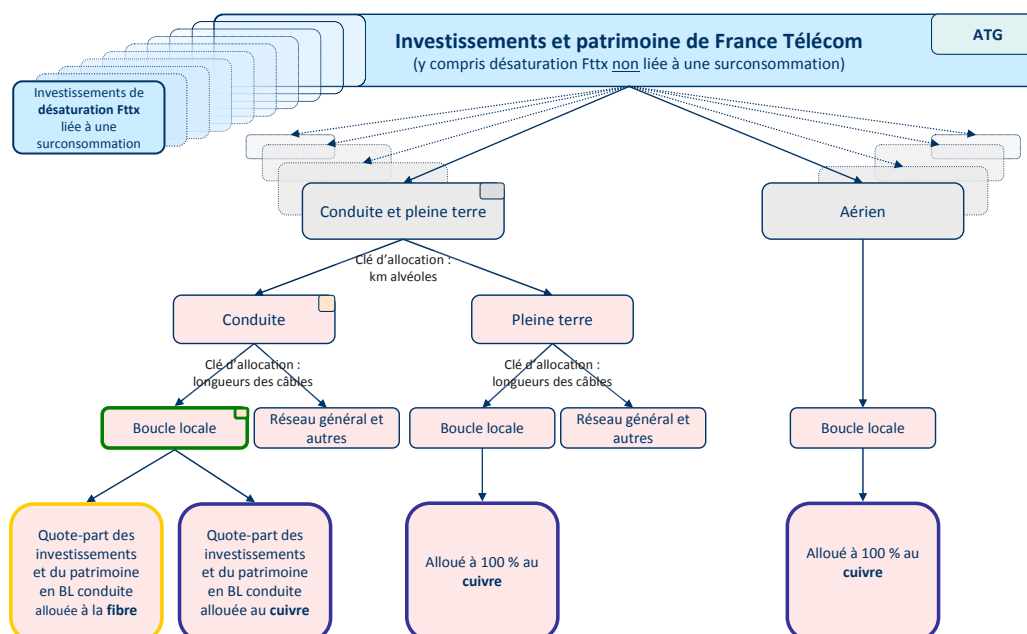 Investissements et patrimoine de France Télécom
(y compris désaturation Fttx non liée à une surconsommation)
ATG
Investissements de
désaturation Fttx
liée à une
surconsommation
Conduite et pleine terre
Aérien
Clé d'allocation :
km alvéoles
Conduite
Pleine terre
Clé d'allocation :
longueurs des câbles
Clé d'allocation :
longueurs des câbles
Boucle locale
Réseau général et
autres
Boucle locale
Réseau général et
autres
Boucle locale
Quote-part des
investissements
et du patrimoine
en BL conduite
allouée à la fibre
Quote-part des
investissements
et du patrimoine
en BL conduite
allouée au cuivre
Alloué à 100 % au
cuivre
Alloué à 100 % au
cuivre